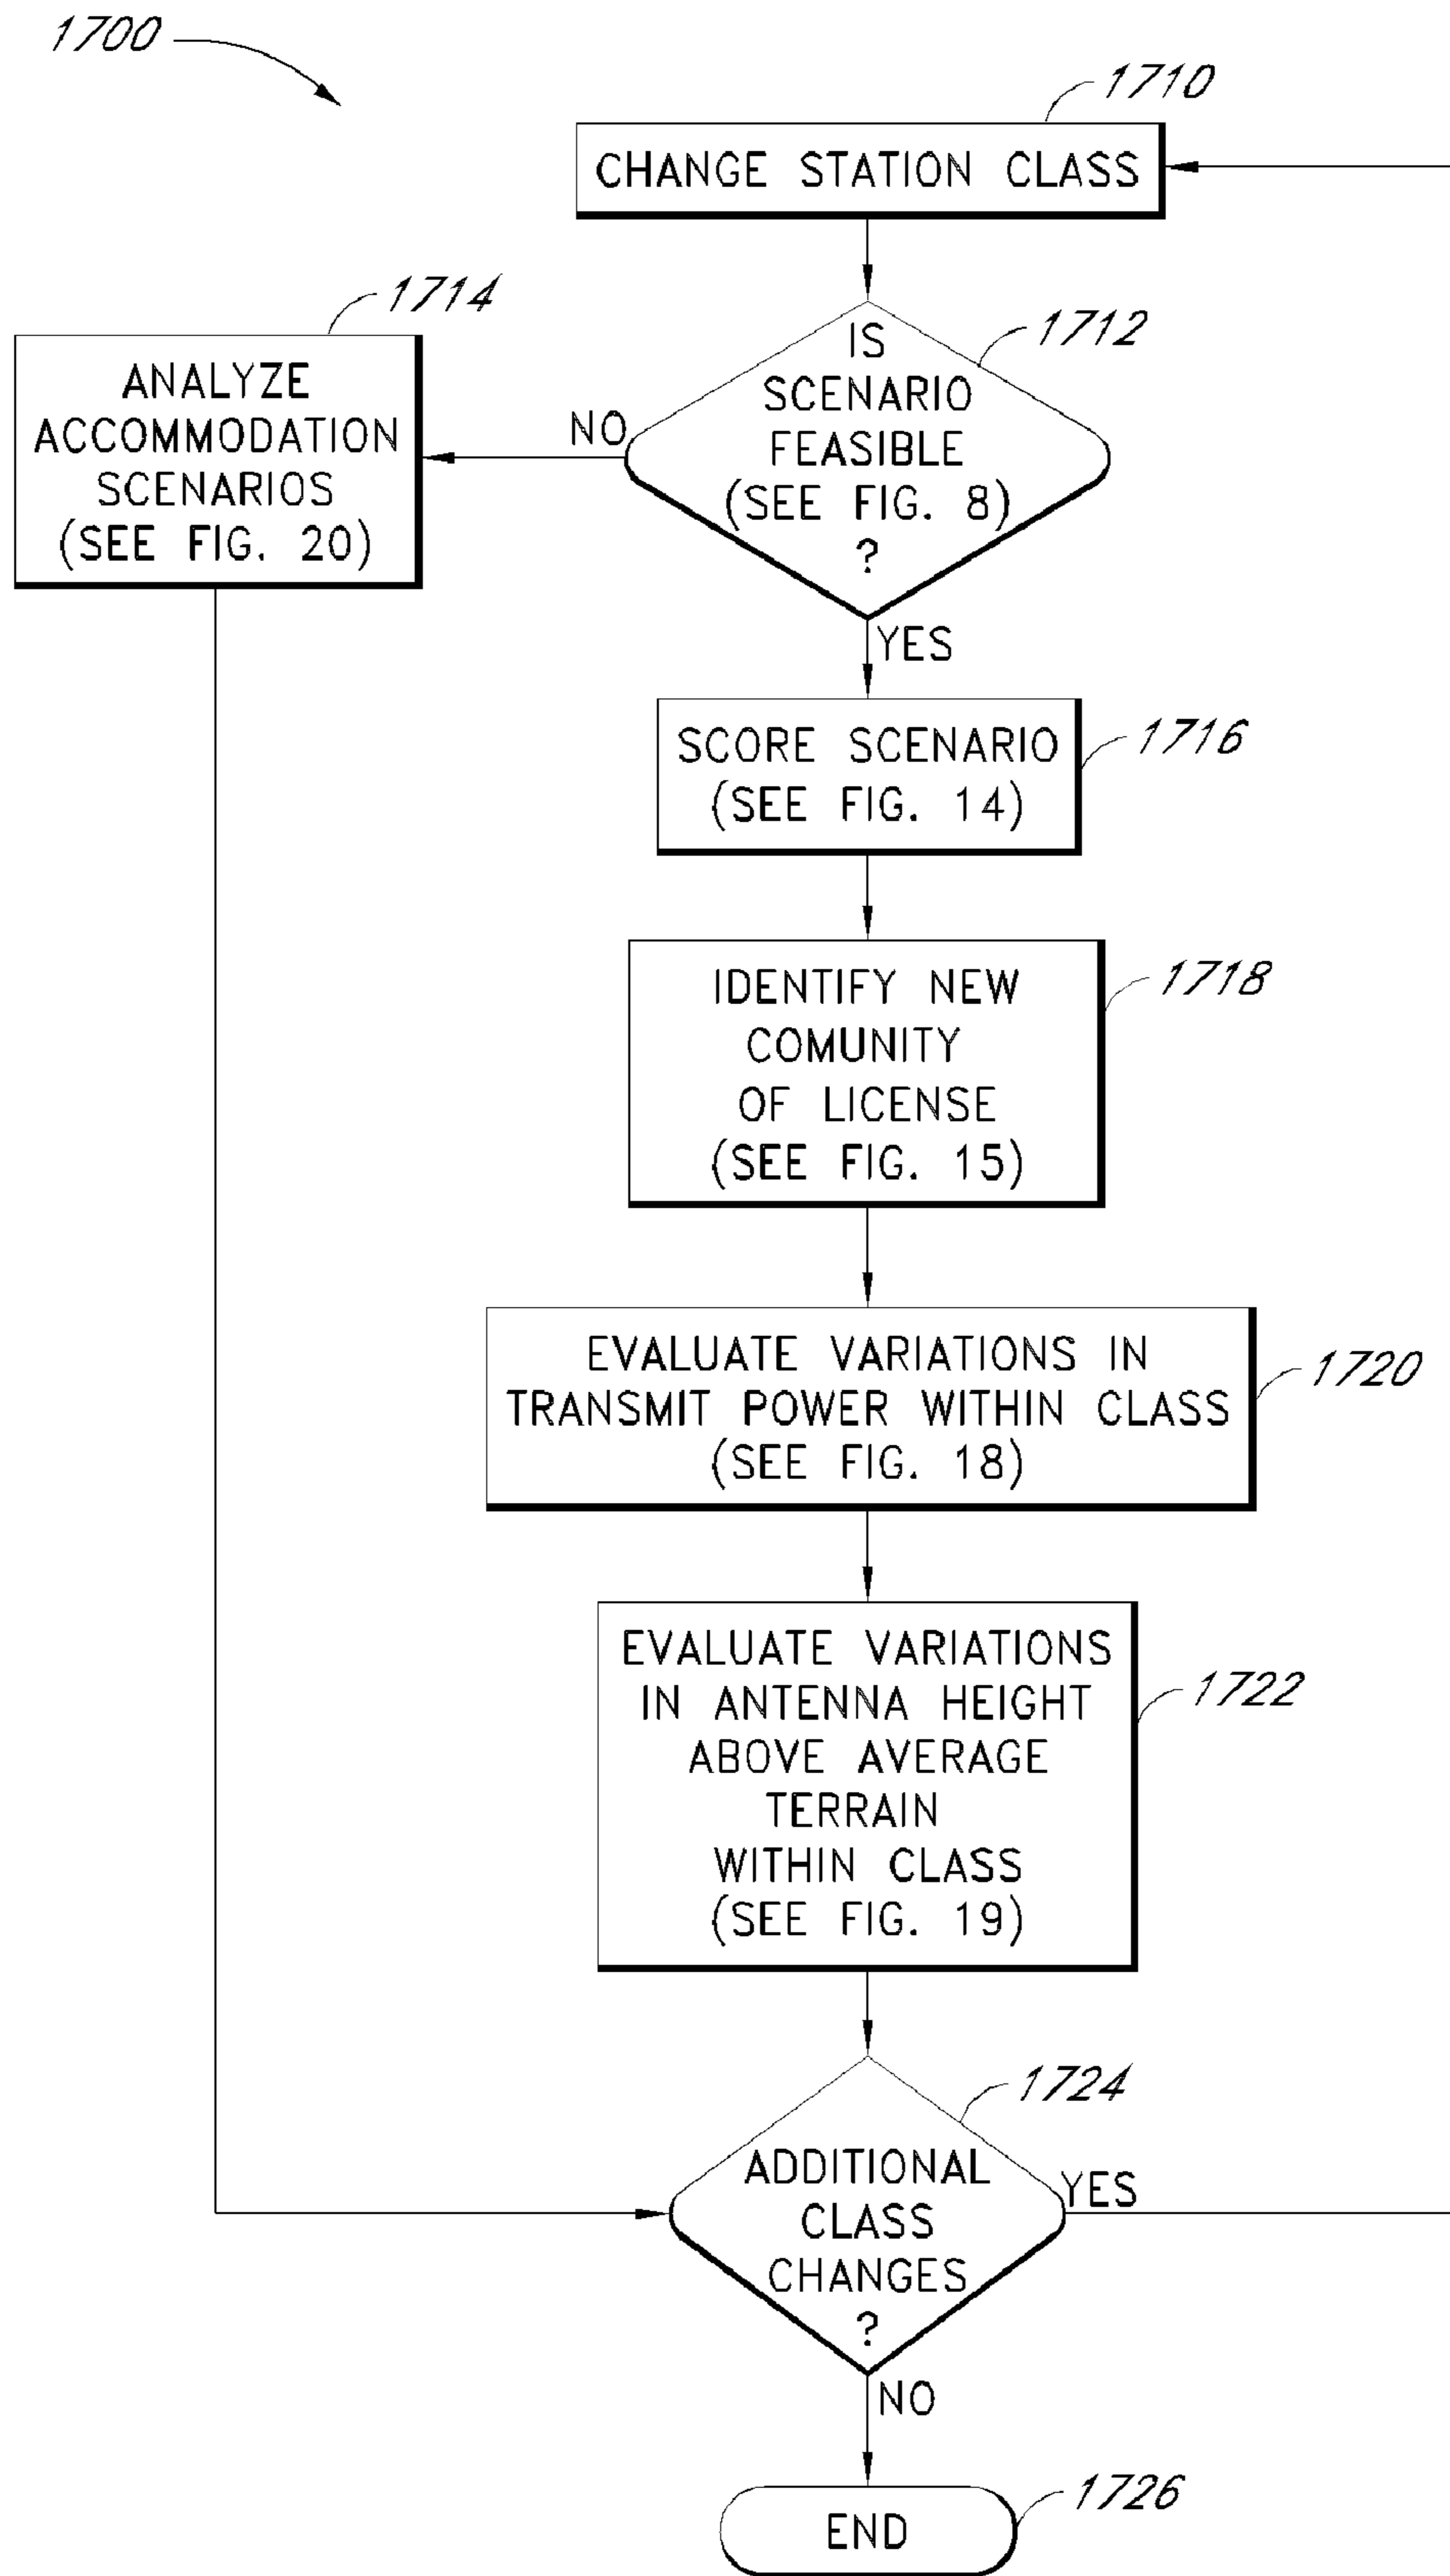 1700
1710
CHANGE STATION CLASS
1712
IS
SCENARIO
FEASIBLE
(SEE FIG. 8)
?
NO
1714
ANALYZE
ACCOMMODATION
SCENARIOS
(SEE FIG. 20)
YES
1716
SCORE SCENARIO
(SEE FIG. 14)
1718
IDENTIFY NEW
COMUNITY
OF LICENSE
(SEE FIG. 15)
1720
EVALUATE VARIATIONS IN
TRANSMIT POWER WITHIN CLASS
(SEE FIG. 18)
1722
EVALUATE VARIATIONS
IN ANTENNA HEIGHT
ABOVE AVERAGE
TERRAIN
WITHIN CLASS
(SEE FIG. 19)
1724
ADDITIONAL
CLASS
CHANGES
?
YES
NO
1726
END